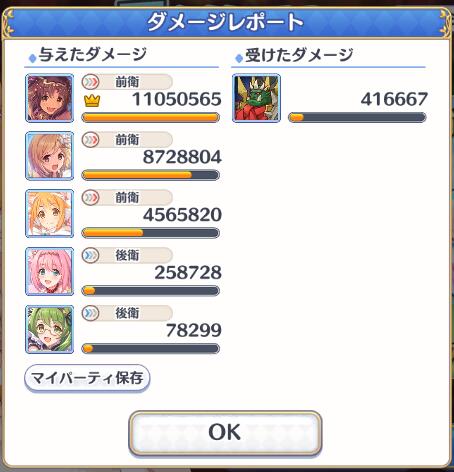 ダメージレポート
与えたダメージ
受けたダメージ
前衛
11050565
416667
前衛
8728804
前衛
4565820
後衛
258728
後衛
78299
マイパーティ保存
OK